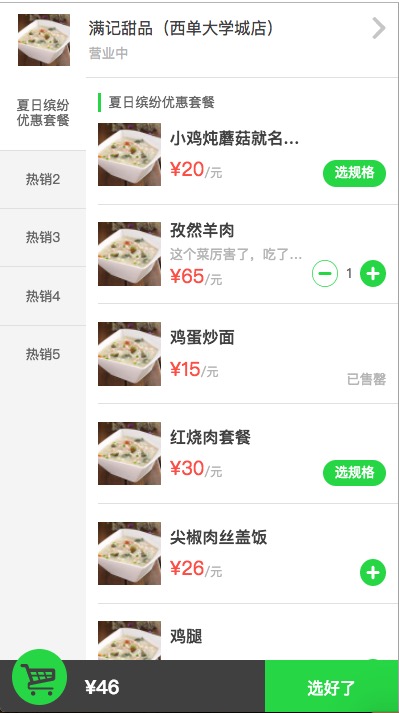 满记甜品（西单大学城店）
营业中
夏日缤纷
优惠套餐
热销2
热销3
热销4
热销5
夏日缤纷优惠套餐
小鸡炖蘑菇就名...
¥20/元
选规格
孜然羊肉
这个菜厉害了，吃了...
¥65/元
1
鸡蛋炒面
¥15/元
已售罄
红烧肉套餐
¥30/元
选规格
尖椒肉丝盖饭
¥26/元
鸡腿
¥46
选好了